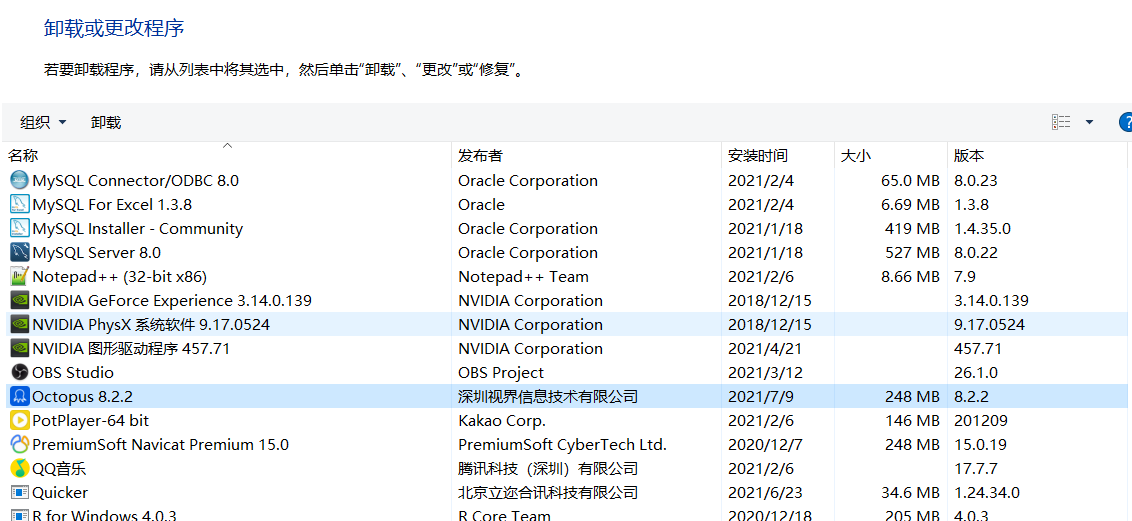 卸载或更改程序
若要卸载程序，请从列表中将其选中，然后单击“卸载”、“更改”或“修复”。
组织 卸载 ?
名称 发布者 安装时间 大小 版本
MySQL Connector/ODBC 8.0 Oracle Corporation 2021/2/4 65.0 MB 8.0.23
MySQL For Excel 1.3.8 Oracle 2021/2/4 6.69 MB 1.3.8
MySQL Installer - Community Oracle Corporation 2021/1/18 419 MB 1.4.35.0
MySQL Server 8.0 Oracle Corporation 2021/1/18 527 MB 8.0.22
Notepad++ (32-bit x86) Notepad++ Team 2021/2/6 8.66 MB 7.9
NVIDIA GeForce Experience 3.14.0.139 NVIDIA Corporation 2018/12/15 3.14.0.139
NVIDIA PhysX 系统软件 9.17.0524 NVIDIA Corporation 2018/12/15 9.17.0524
NVIDIA 图形驱动程序 457.71 NVIDIA Corporation 2021/4/21 457.71
OBS Studio OBS Project 2021/3/12 26.1.0
Octopus 8.2.2 深圳视界信息技术有限公司 2021/7/9 248 MB 8.2.2
PotPlayer-64 bit Kakao Corp. 2021/2/6 146 MB 201209
PremiumSoft Navicat Premium 15.0 PremiumSoft CyberTech Ltd. 2020/12/7 248 MB 15.0.19
QQ音乐 腾讯科技（深圳）有限公司 2021/2/6 17.7.7
Quicker 北京立迩合讯科技有限公司 2021/6/23 34.6 MB 1.24.34.0
R for Windows 4.0.3 R Core Team 2020/12/18 205 MB 4.0.3